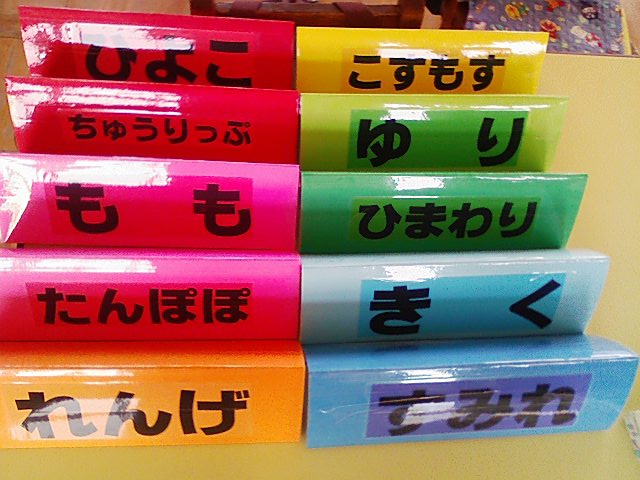 ひよこ
ちゅうりっぷ
もも
たんぽぽ
れんげ
こすもす
ゆり
ひまわり
きく
すみれ